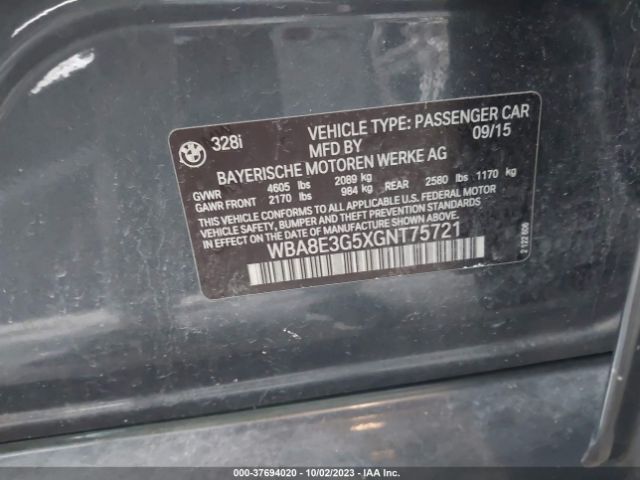 328i VEHICLE TYPE: PASSENGER CAR
MFD BY 09/15
BAYERISCHE MOTOREN WERKE AG
GVWR 4605 lbs 2089 kg
GAWR FRONT 2170 lbs 984 kg REAR 2580 lbs 1170 kg
THIS VEHICLE CONFORMS TO ALL APPLICABLE U.S. FEDERAL MOTOR
VEHICLE SAFETY, BUMPER AND THEFT PREVENTION STANDARDS
IN EFFECT ON THE DATE OF MANUFACTURE SHOWN ABOVE.
WBA8E3G5XGNT75721
000-37694020 - 10/02/2023 - IAA Inc.